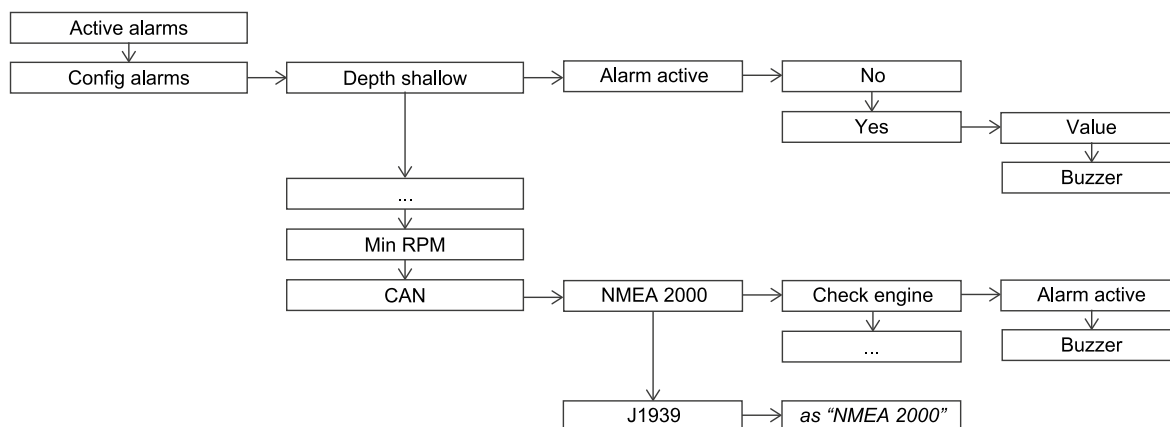 Active alarms
Config alarms
Depth shallow
Alarm active
No
Yes
Value
Buzzer
...
Min RPM
CAN
NMEA 2000
Check engine
Alarm active
...
Buzzer
J1939
as “NMEA 2000”